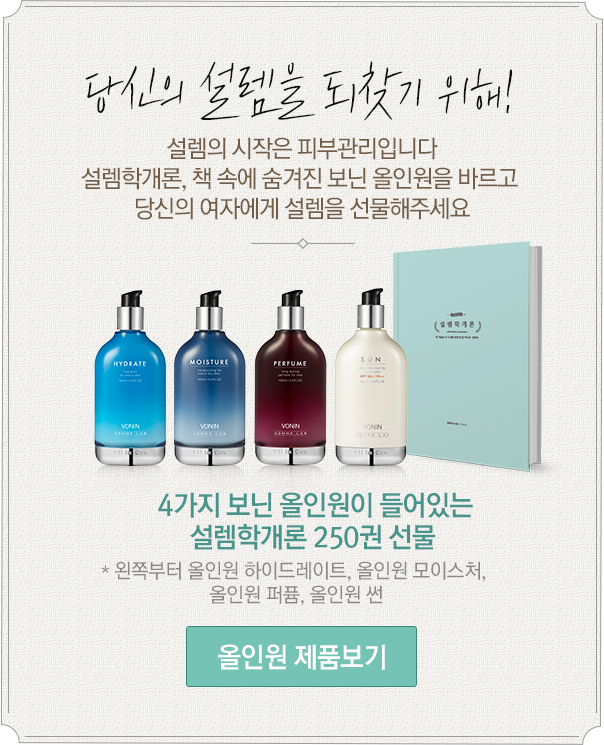 당신의 설렘을 되찾기 위해!
설렘의 시작은 피부관리입니다
설렘학개론, 책 속에 숨겨진 보닌 올인원을 바르고
당신의 여자에게 설렘을 선물해주세요
설렘학개론
HYDRATE
MOISTURE
PERFUME
SUN
VONIN
VONIN
VONIN
VONIN
4가지 보닌 올인원이 들어있는
설렘학개론 250권 선물
* 왼쪽부터 올인원 하이드레이트, 올인원 모이스처,
올인원 퍼퓸, 올인원 썬
올인원 제품보기